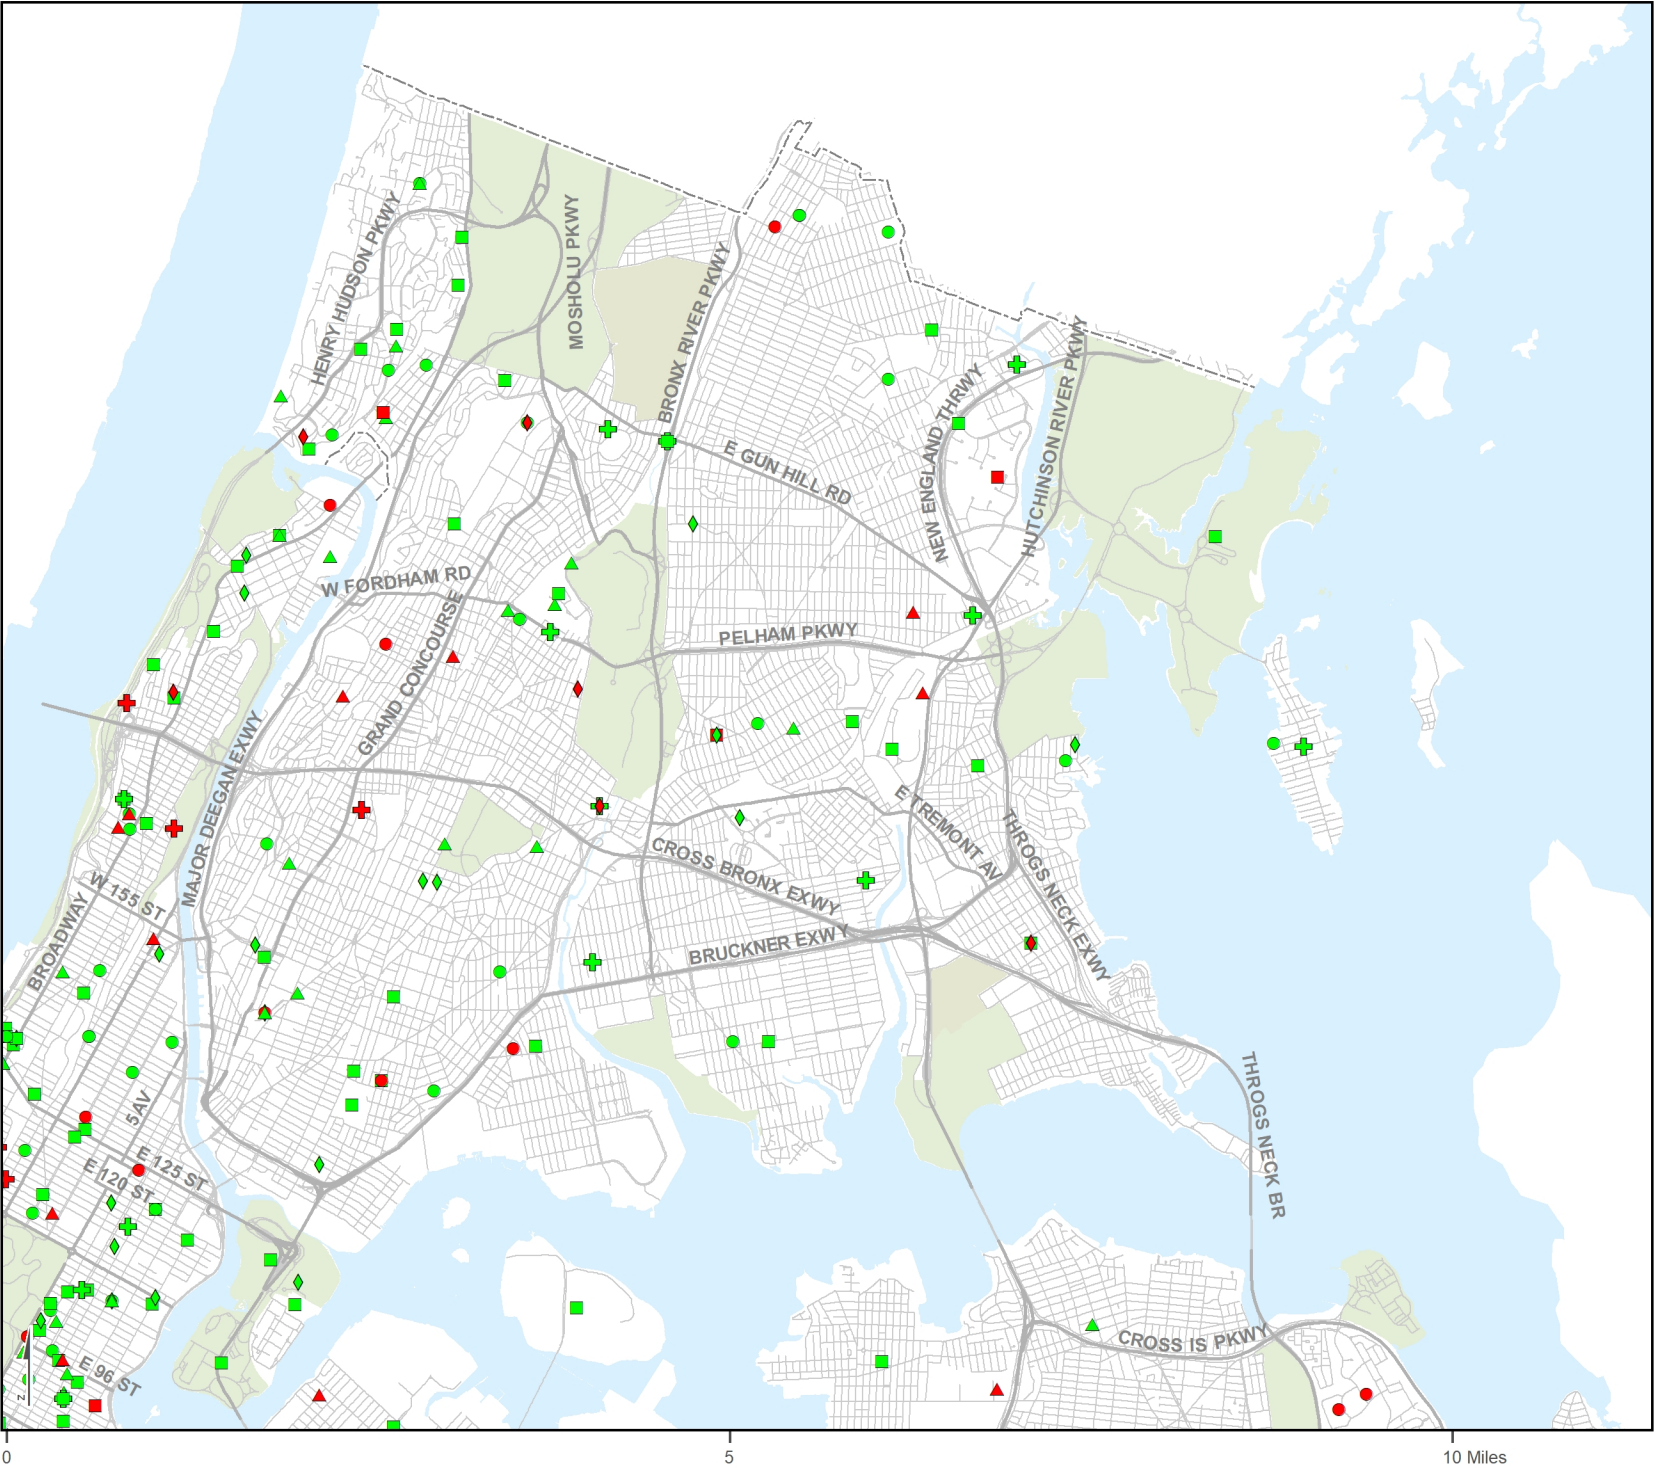 HENRY HUDSON PKWY
MOSHOLU PKWY
BRONX RIVER PKWY
E GUN HILL RD
NEW ENGLAND THRWY
HUTCHINSON RIVER PKWY
W FORDHAM RD
GRAND CONCOURSE
PELHAM PKWY
MAJOR DEEGAN EXWY
E TREMONT AV
THROGS NECK EXWY
CROSS BRONX EXWY
W 155 ST
BROADWAY
BRUCKNER EXWY
5 AV
THROGS NECK BR
E 125 ST
E 120 ST
CROSS IS PKWY
E 96 ST
N
0
5
10 Miles